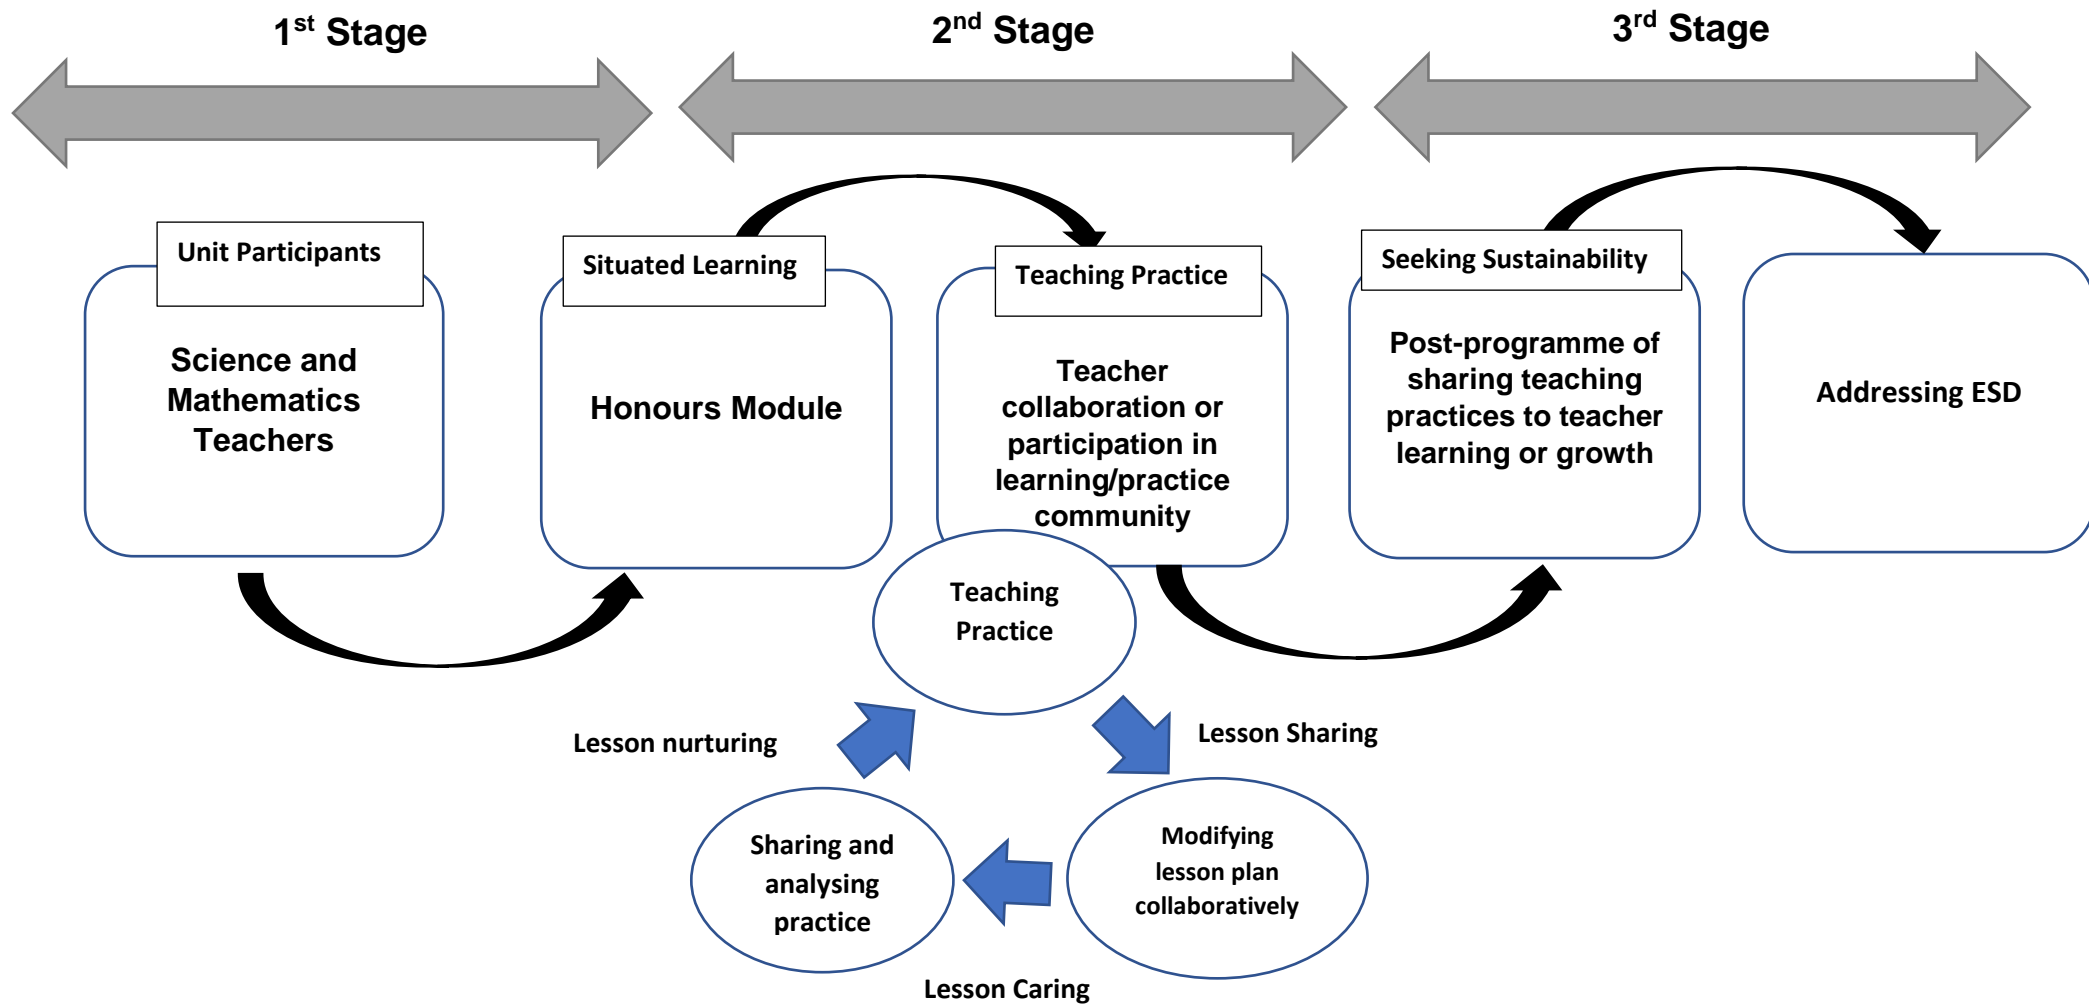 1st Stage
2nd Stage
3rd Stage
Unit Participants
Science and
Mathematics
Teachers
Situated Learning
Honours Module
Teaching Practice
Teacher
collaboration or
participation in
learning/practice
community
Seeking Sustainability
Post-programme of
sharing teaching
practices to teacher
learning or growth
Addressing ESD
Teaching
Practice
Lesson nurturing
Lesson Sharing
Sharing and
analysing
practice
Modifying
lesson plan
collaboratively
Lesson Caring